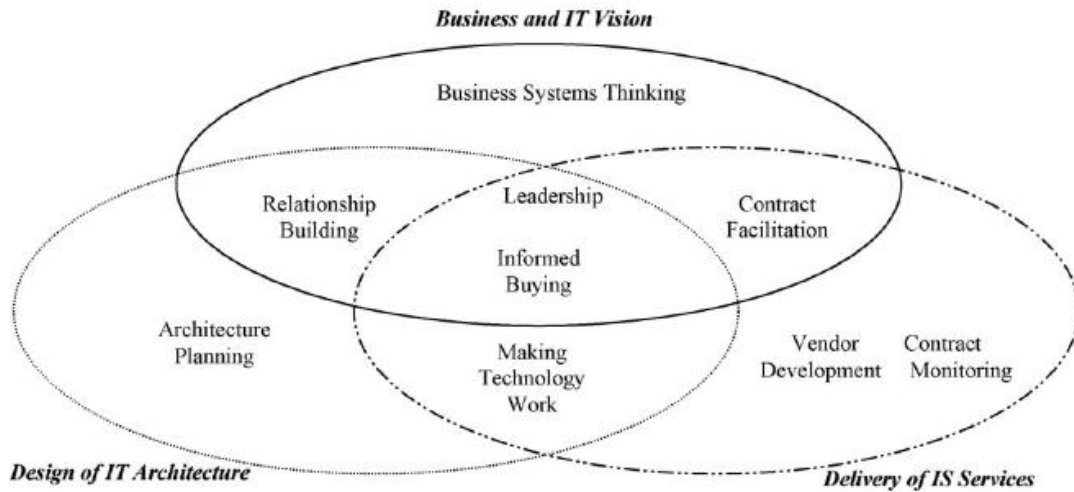 Business and IT Vision
Business Systems Thinking
Relationship
Building
Leadership
Contract
Facilitation
Informed
Buying
Architecture
Planning
Making
Technology
Work
Vendor
Development
Contract
Monitoring
Design of IT Architecture
Delivery of IS Services